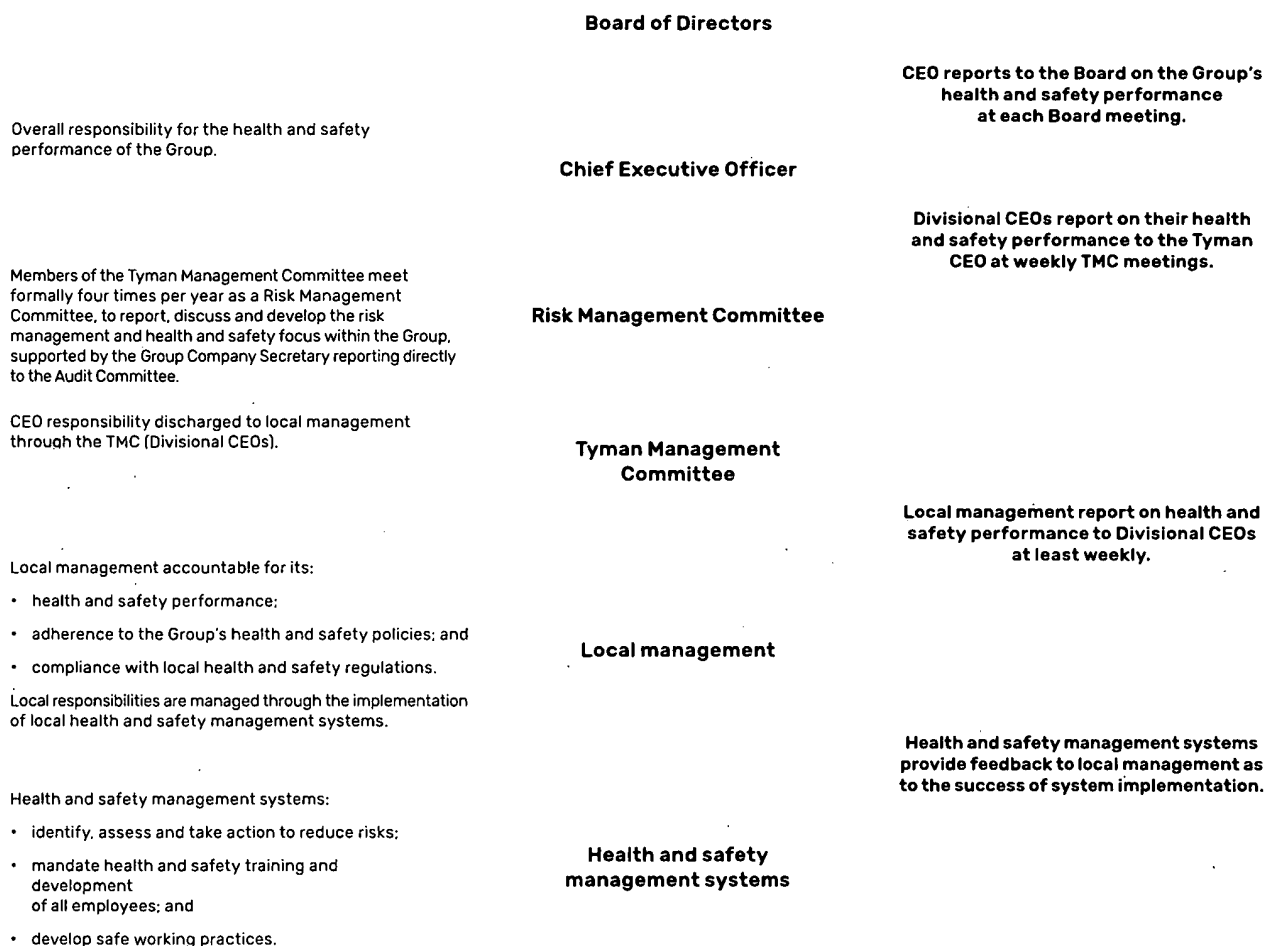 Board of Directors
CEO reports to the Board on the Group's
health and safety performance
at each Board meeting.
Overall responsibility for the health and safety
performance of the Group.
Chief Executive Officer
Divisional CEOs report on their health
and safety performance to the Tyman
CEO at weekly TMC meetings.
Members of the Tyman Management Committee meet
formally four times per year as a Risk Management
Committee, to report, discuss and develop the risk
management and health and safety focus within the Group,
supported by the Group Company Secretary reporting directly
to the Audit Committee.
Risk Management Committee
CEO responsibility discharged to local management
through the TMC (Divisional CEOs).
Tyman Management
Committee
Local management report on health and
safety performance to Divisional CEOs
at least weekly.
Local management accountable for its:
• health and safety performance;
• adherence to the Group's health and safety policies; and
• compliance with local health and safety regulations.
Local responsibilities are managed through the implementation
of local health and safety management systems.
Local management
Health and safety management systems
provide feedback to local management as
to the success of system implementation.
Health and safety management systems:
• identify, assess and take action to reduce risks;
• mandate health and safety training and
development
of all employees; and
• develop safe working practices.
Health and safety
management systems